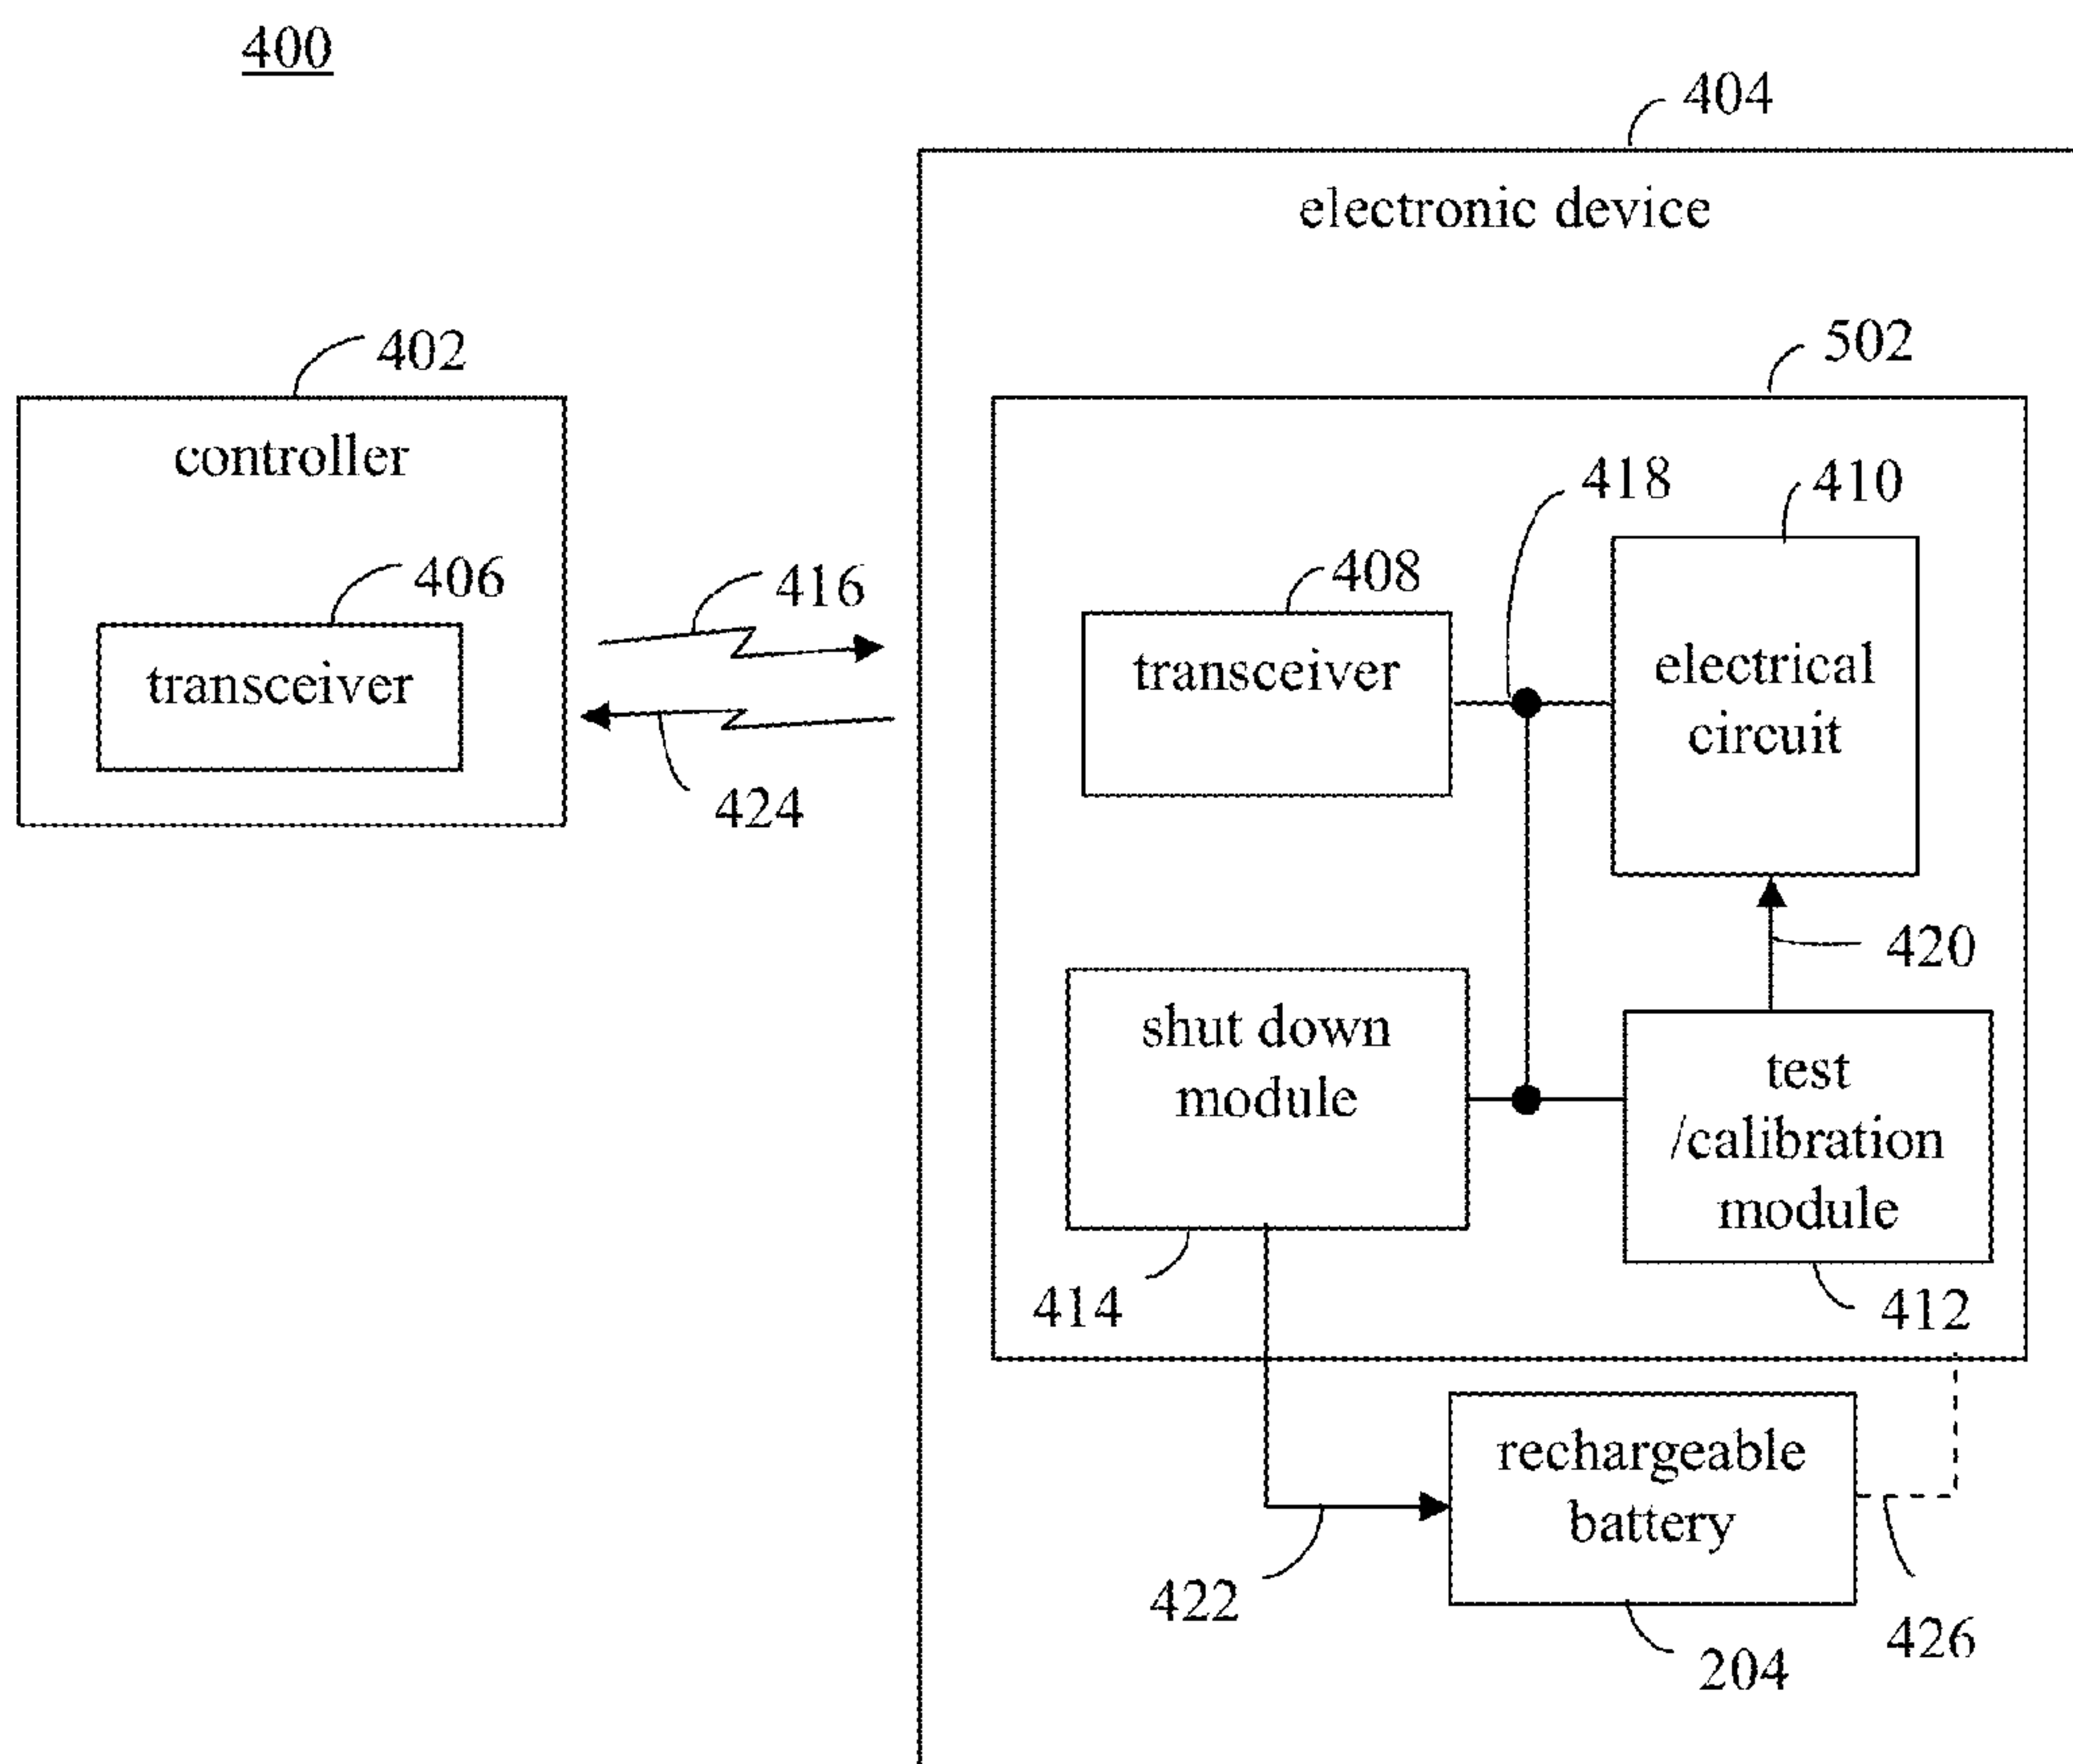 400
404
electronic device
402
502
controller
418
410
406
416
408
transceiver
transceiver
electrical
circuit
424
420
shut down
module
test
/calibration
module
414
412
rechargeable
battery
422
426
204